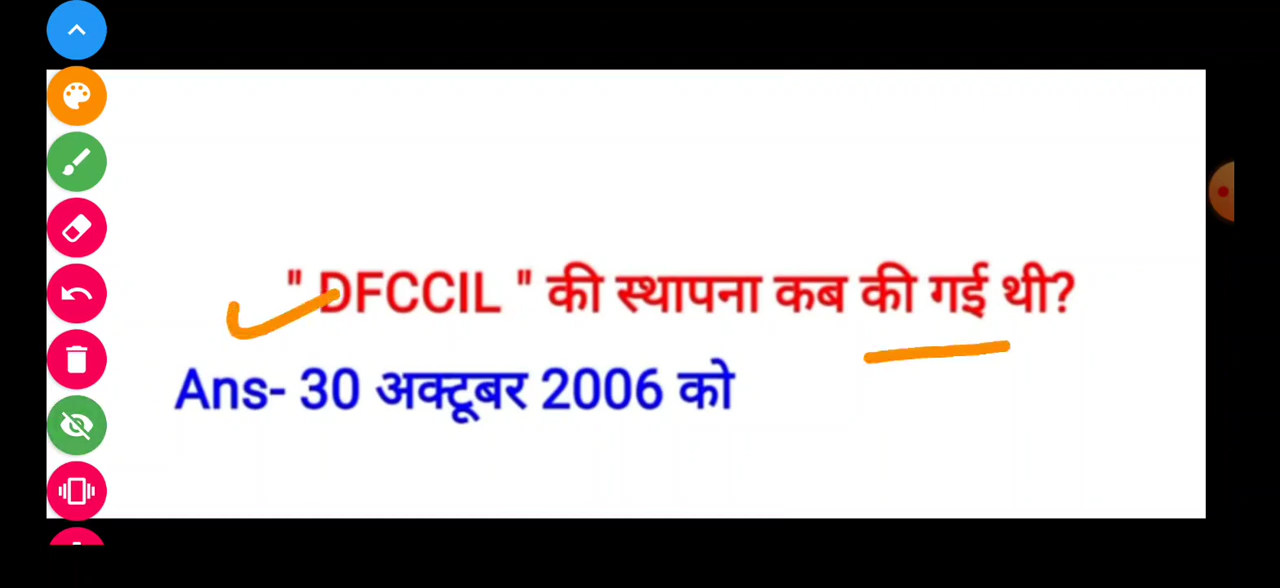 " DFCCIL " की स्थापना कब की गई थी?
Ans- 30 अक्टूबर 2006 को